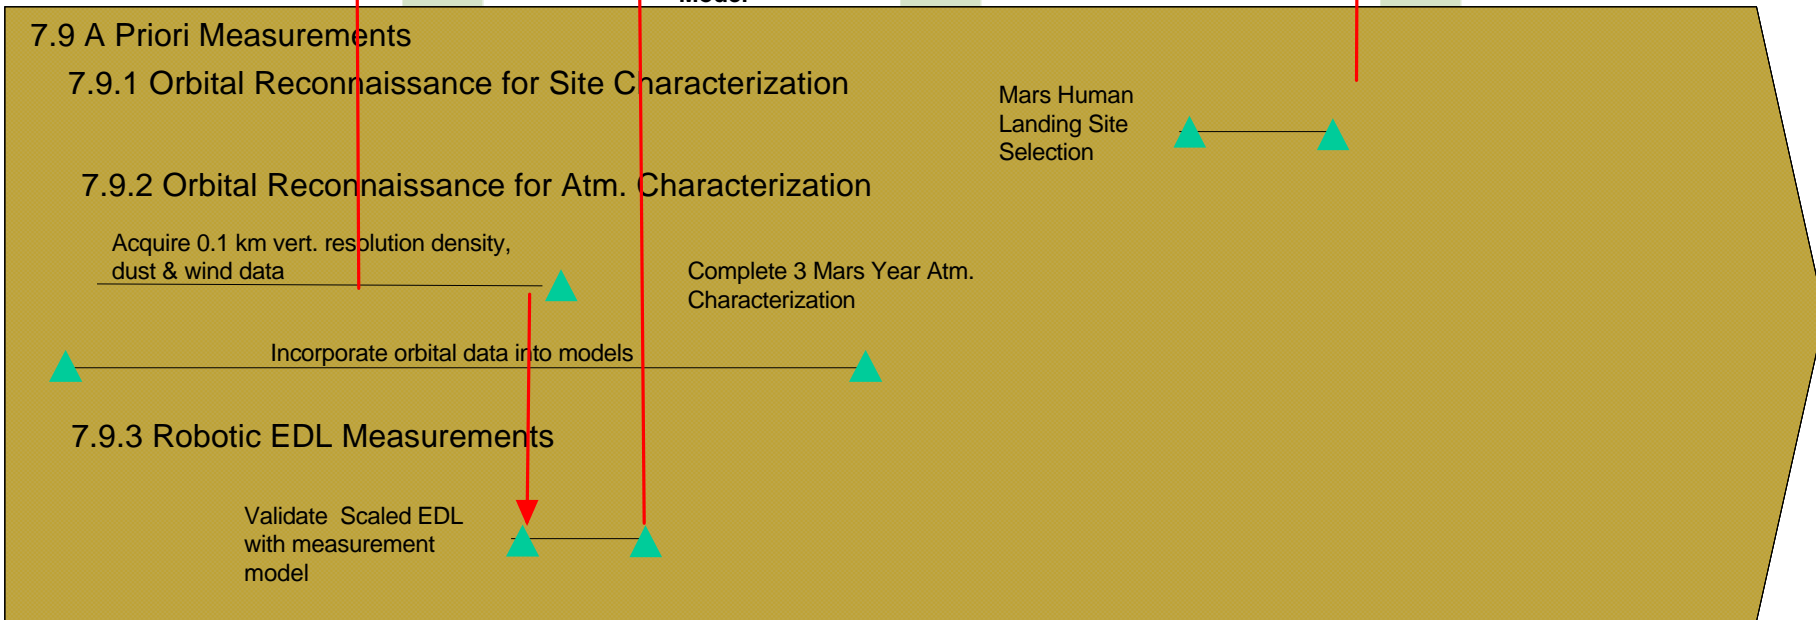 Model
7.9 A Priori Measurements
7.9.1 Orbital Reconnaissance for Site Characterization
Mars Human
Landing Site
Selection
7.9.2 Orbital Reconnaissance for Atm. Characterization
Acquire 0.1 km vert. resolution density,
dust & wind data
Complete 3 Mars Year Atm.
Characterization
Incorporate orbital data into models
7.9.3 Robotic EDL Measurements
Validate Scaled EDL
with measurement
model